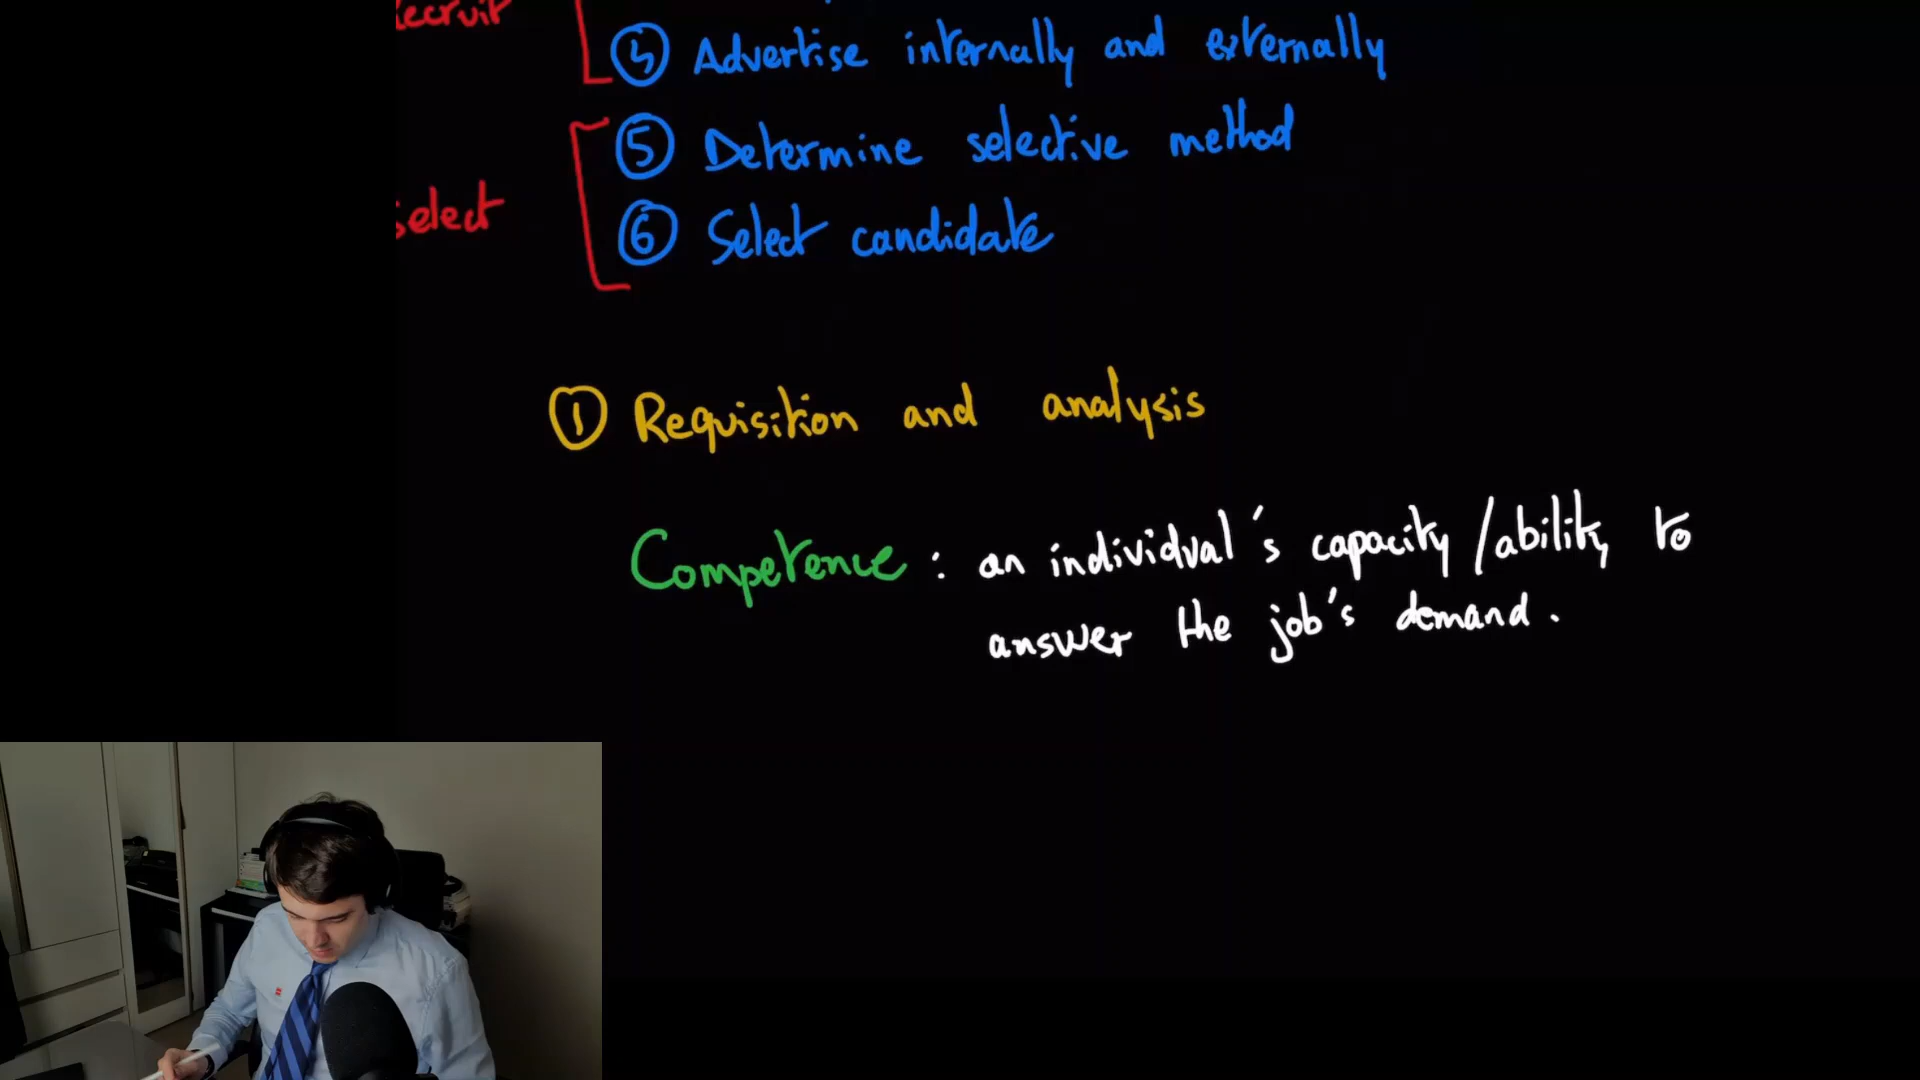 Recruit
④ Advertise internally and externally
⑤ Determine selective method
Select
⑥ Select candidate
① Requisition and analysis
Competence : an individual's capacity / ability to
answer the job's demand.